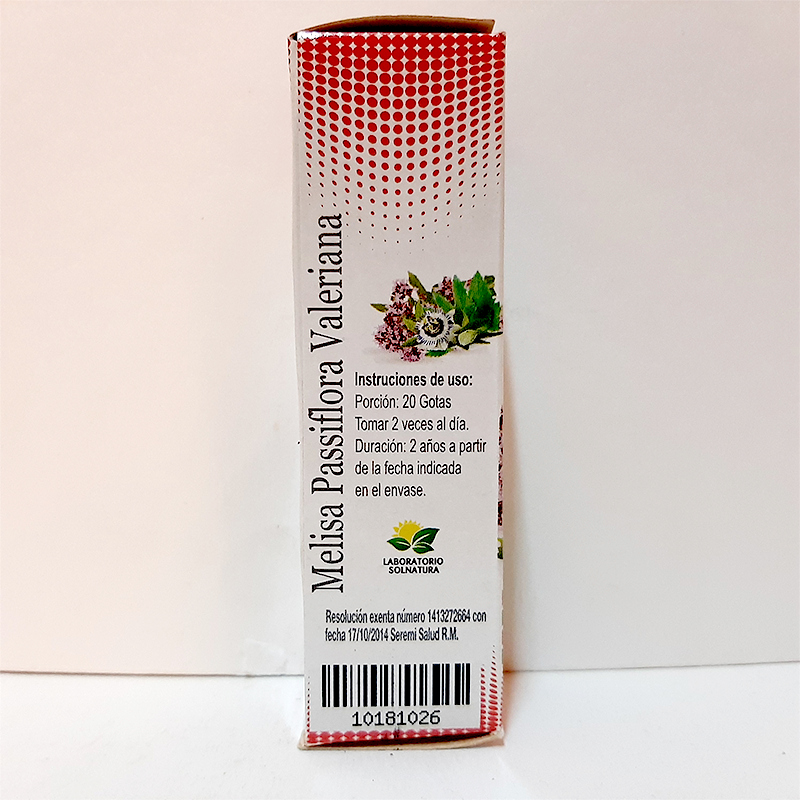 Melisa Passiflora Valeriana
Instruciones de uso:
Porción: 20 Gotas
Tomar 2 veces al día.
Duración: 2 años a partir
de la fecha indicada
en el envase.
LABORATORIO
SOLNATURA
Resolución exenta número 1413272664 con
fecha 17/10/2014 Seremi Salud R.M.
10181026